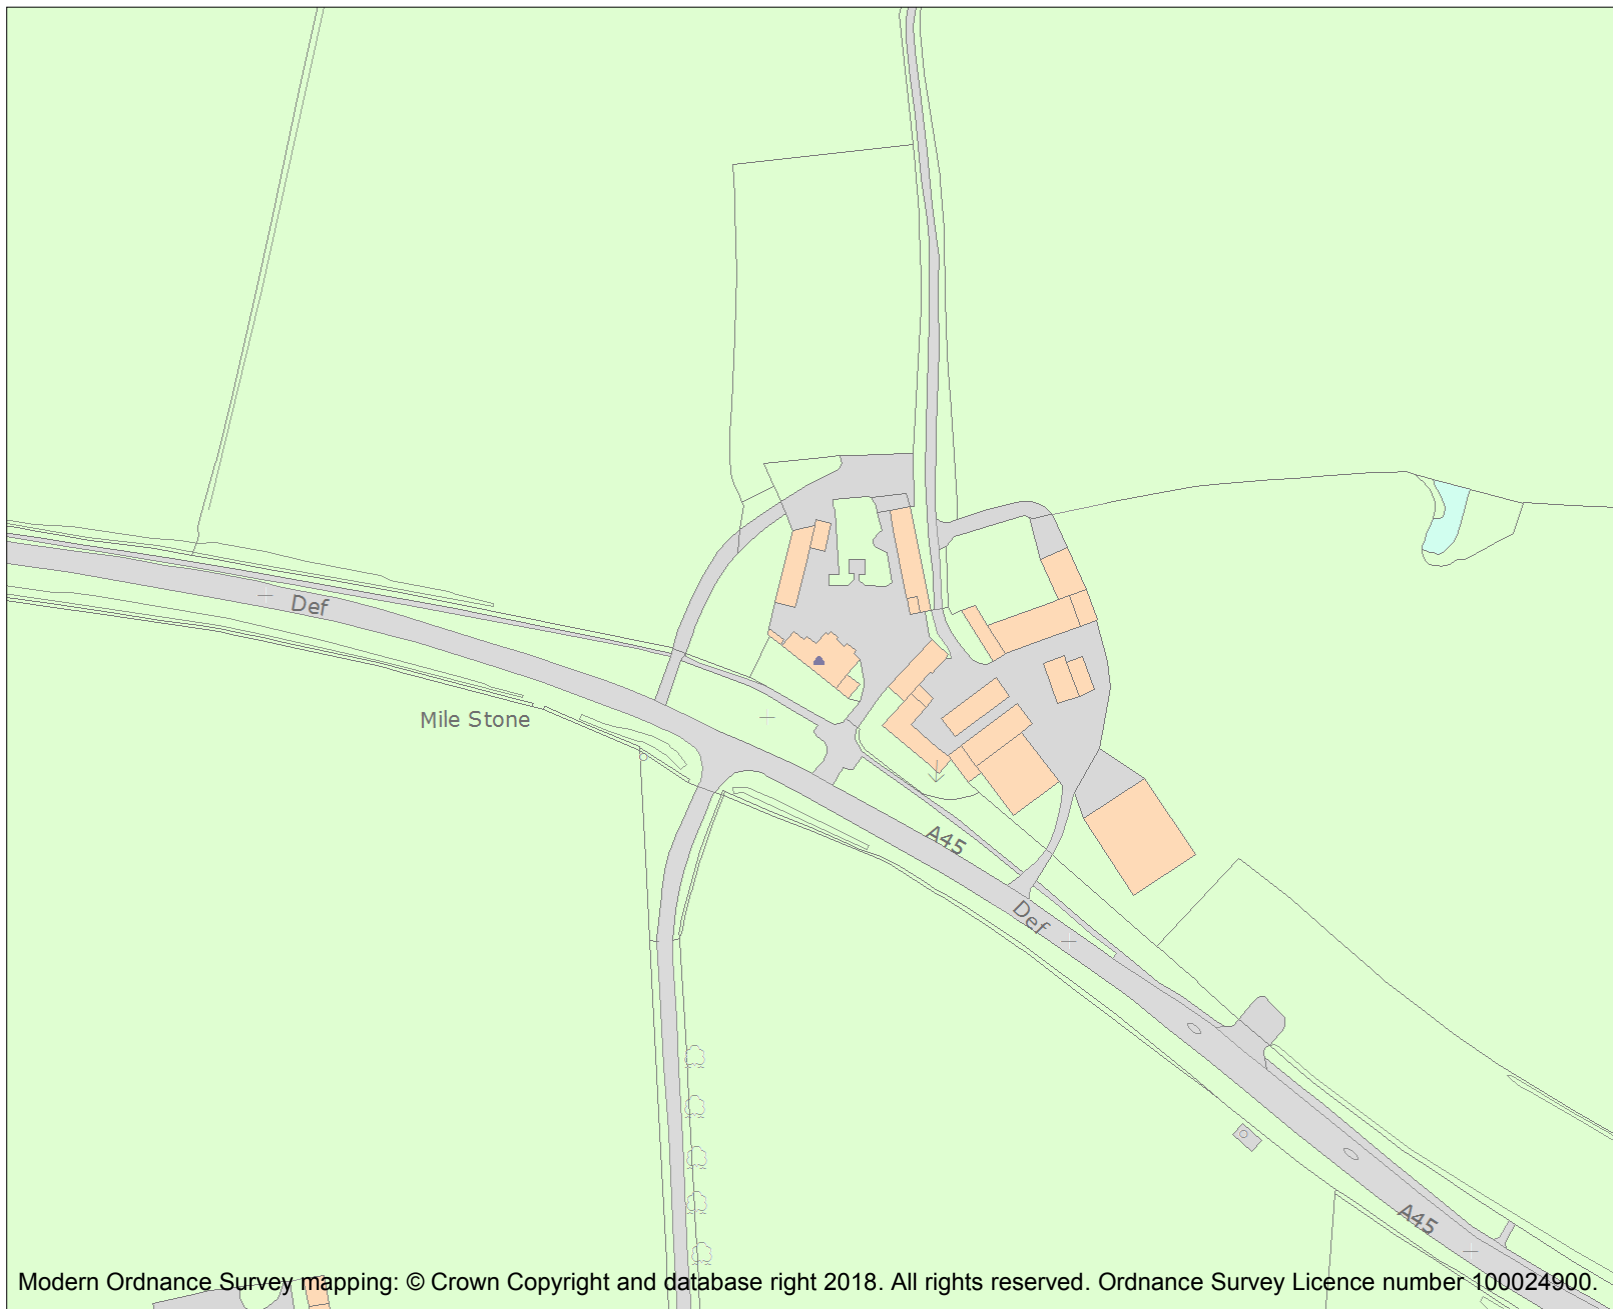 Def
Mile Stone
A45
Def
A45
Modern Ordnance Survey mapping: © Crown Copyright and database right 2018. All rights reserved. Ordnance Survey Licence number 100024900.